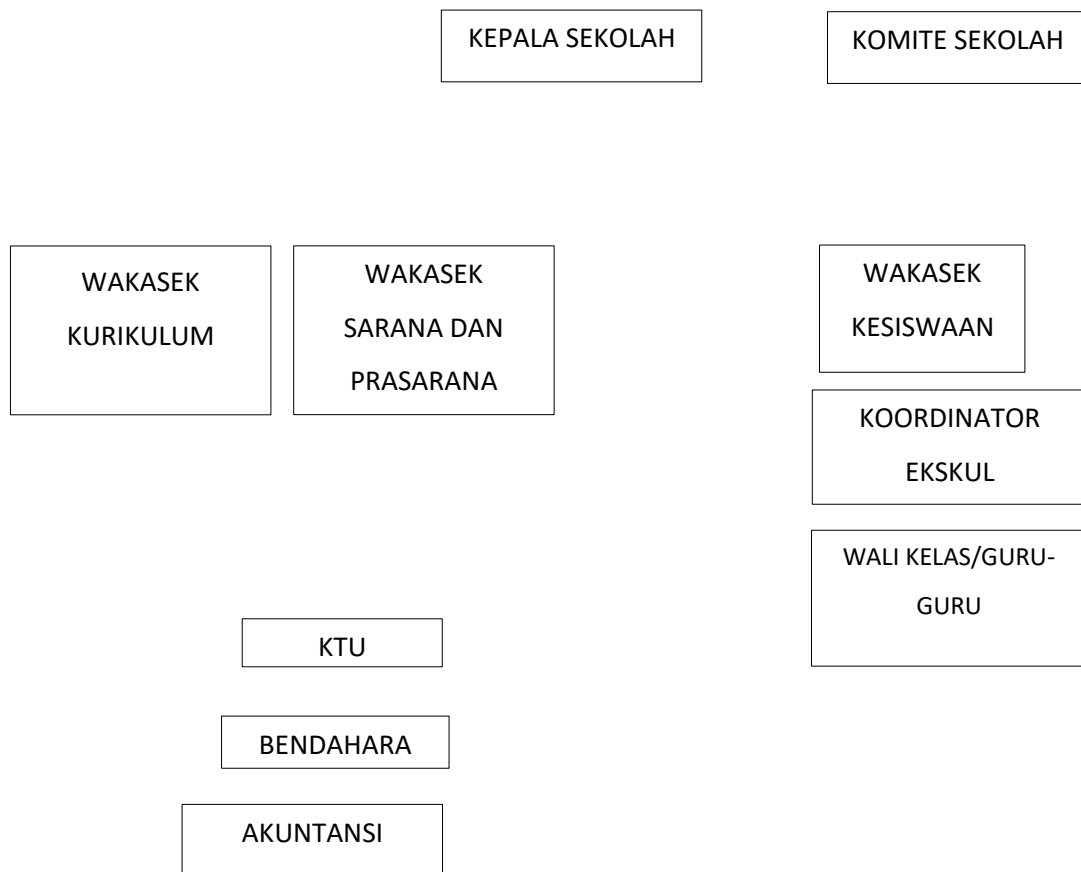 KEPALA SEKOLAH
KOMITE SEKOLAH
WAKASEK
KURIKULUM
WAKASEK
SARANA DAN
PRASARANA
WAKASEK
KESISWAAN
KOORDINATOR
EKSKUL
WALI KELAS/GURU-
GURU
KTU
BENDAHARA
AKUNTANSI